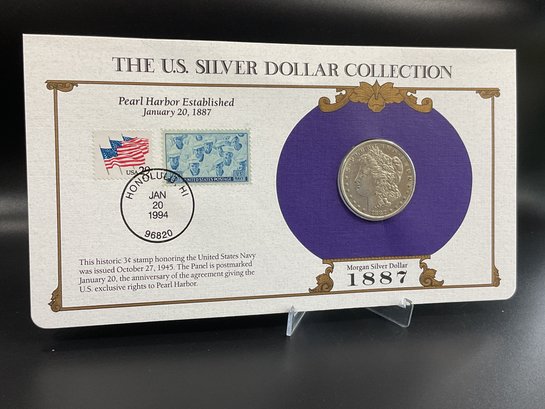 THE U.S. SILVER DOLLAR COLLECTION
Pearl Harbor Established
January 20, 1887
USA 29
UNITED STATES POSTAGE
HONOLULU, HI
JAN
20
1994
96820
This historic 3¢ stamp honoring the United States Navy
was issued October 27, 1945. The Panel is postmarked
January 20, the anniversary of the agreement giving the
U.S. exclusive rights to Pearl Harbor.
Morgan Silver Dollar
1887